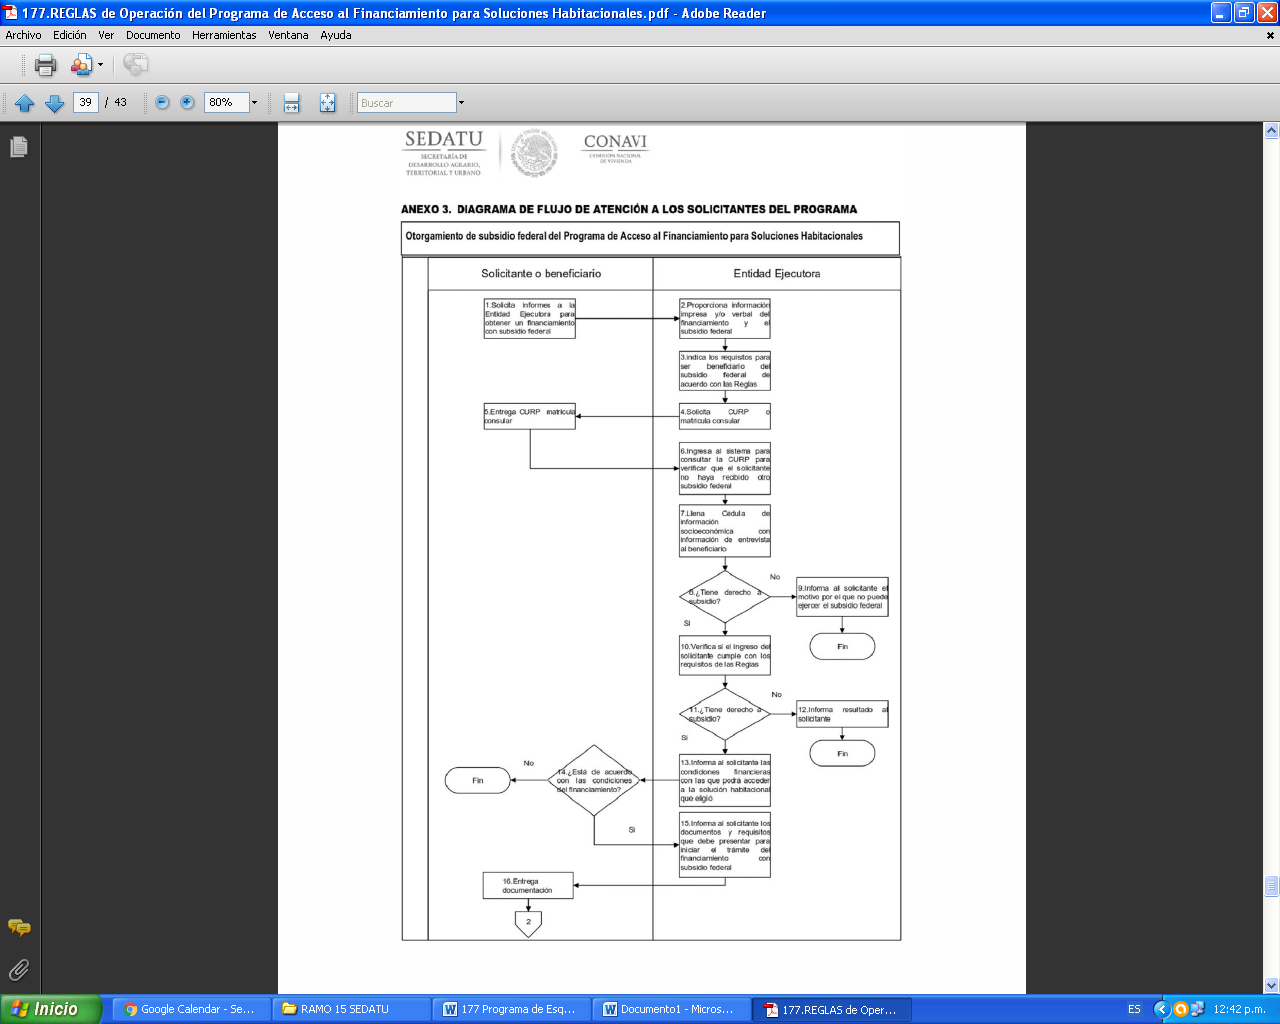 177.REGLAS de Operación del Programa de Acceso al Financiamiento para Soluciones Habitacionales.pdf - Adobe Reader
Archivo Edición Ver Documento Herramientas Ventana Ayuda
39 / 43 80% Buscar
SEDATU
SECRETARÍA DE
DESARROLLO AGRARIO,
TERRITORIAL Y URBANO
CONAVI
COMISIÓN NACIONAL
DE VIVIENDA
ANEXO 3. DIAGRAMA DE FLUJO DE ATENCIÓN A LOS SOLICITANTES DEL PROGRAMA
Otorgamiento de subsidio federal del Programa de Acceso al Financiamiento para Soluciones Habitacionales
Solicitante o beneficiario
Entidad Ejecutora
1.Solicita informes a la
Entidad Ejecutora para
obtener un financiamiento
con subsidio federal
2.Proporciona información
impresa y/o verbal del
financiamiento y el
subsidio federal
3.indica los requisitos para
ser beneficiario del
subsidio federal de
acuerdo con las Reglas
4.Solicita CURP o
matricula consular
5.Entrega CURP matrícula
consular
6.Ingresa al sistema para
consultar la CURP para
verificar que el solicitante
no haya recibido otro
subsidio federal
7.Llena Cédula de
información
socioeconómica con
información de entrevista
al beneficiario
8.¿Tiene derecho a
subsidio?
No
9.Informa al solicitante el
motivo por el que no puede
ejercer el subsidio federal
Fin
Si
10.Verifica si el ingreso del
solicitante cumple con los
requisitos de las Reglas
11.¿Tiene derecho a
subsidio?
No
12.Informa resultado al
solicitante
Fin
Si
13.Informa al solicitante las
condiciones financieras
con las que podrá acceder
a la solución habitacional
que eligió
14.¿Está de acuerdo
con las condiciones
del financiamiento?
No
Fin
Si
15.Informa al solicitante los
documentos y requisitos
que debe presentar para
iniciar el trámite del
financiamiento con
subsidio federal
16.Entrega
documentación
2
Inicio
Google Calendar - Se...
RAMO 15 SEDATU
177 Programa de Esq...
Documento1 - Micros...
177.REGLAS de Oper...
ES
12:42 p.m.